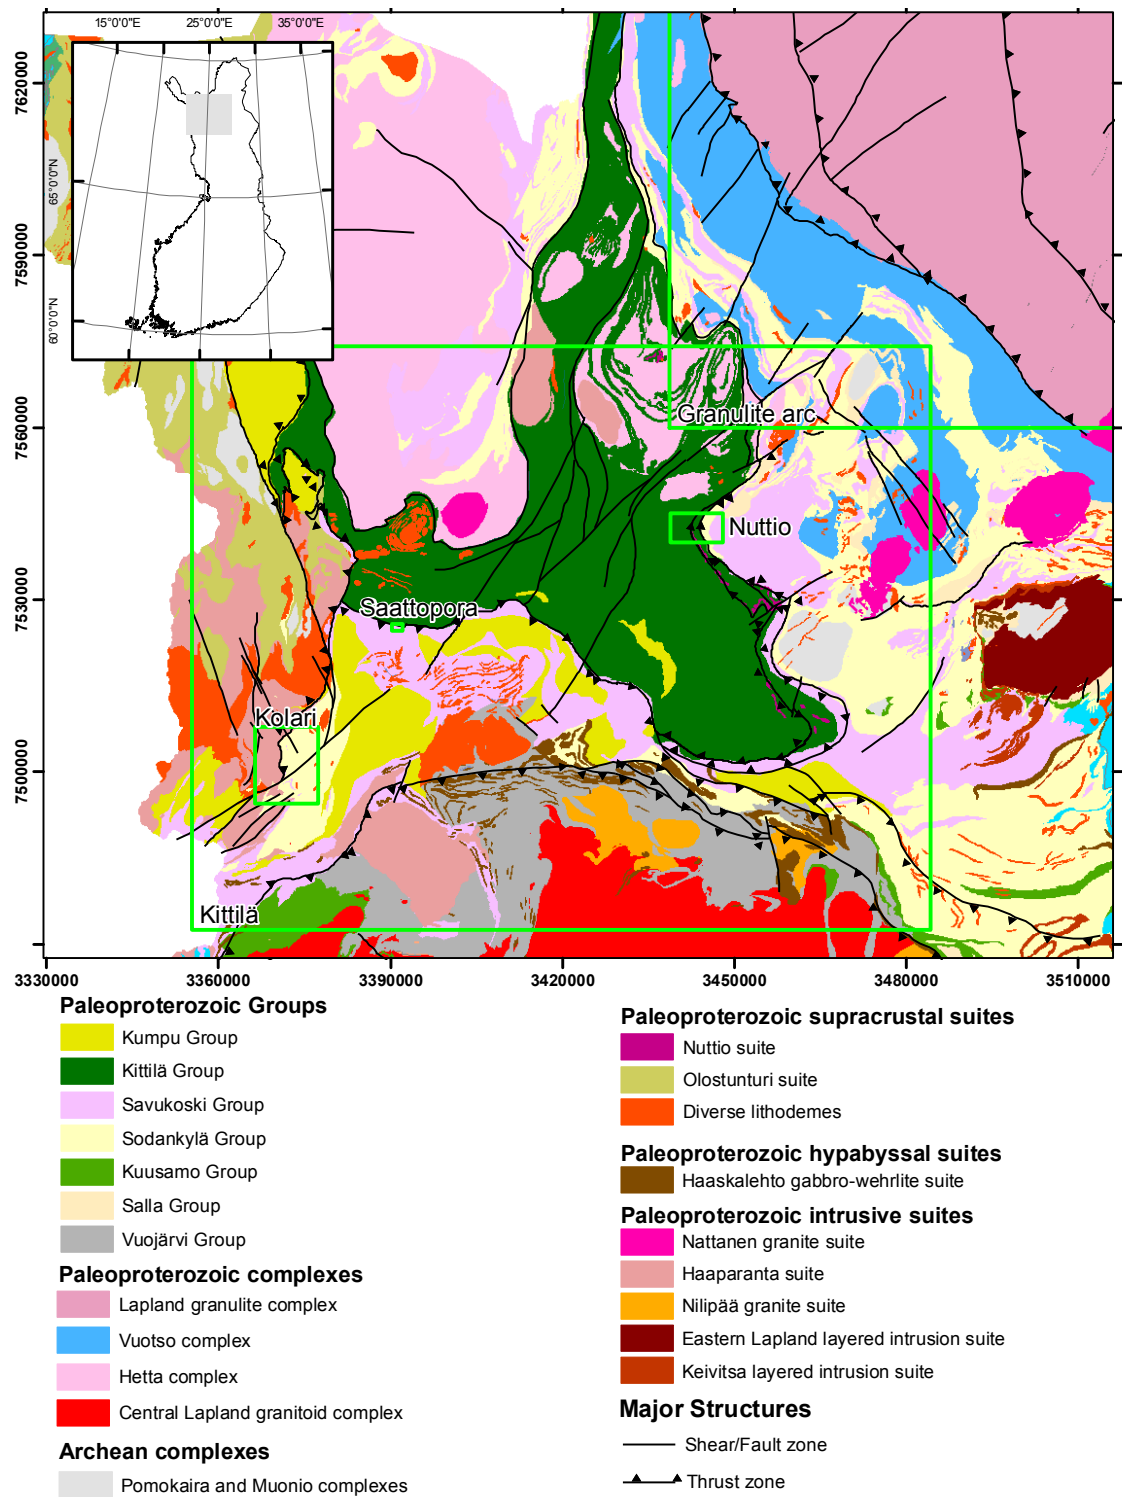 15°0'0"E
25°0'0"E
35°0'0"E
65°0'0"N
60°0'0"N
7620000
7590000
7560000
7530000
7500000
Granulite arc
Nuttio
Saattopora
Kolari
Kittilä
3330000
3360000
3390000
3420000
3450000
3480000
3510000
Paleoproterozoic Groups
Kumpu Group
Kittilä Group
Savukoski Group
Sodankylä Group
Kuusamo Group
Salla Group
Vuojärvi Group
Paleoproterozoic complexes
Lapland granulite complex
Vuotso complex
Hetta complex
Central Lapland granitoid complex
Archean complexes
Pomokaira and Muonio complexes
Paleoproterozoic supracrustal suites
Nuttio suite
Olostunturi suite
Diverse lithodemes
Paleoproterozoic hypabyssal suites
Haaskalehto gabbro-wehrlite suite
Paleoproterozoic intrusive suites
Nattanen granite suite
Haaparanta suite
Nilipää granite suite
Eastern Lapland layered intrusion suite
Keivitsa layered intrusion suite
Major Structures
Shear/Fault zone
Thrust zone